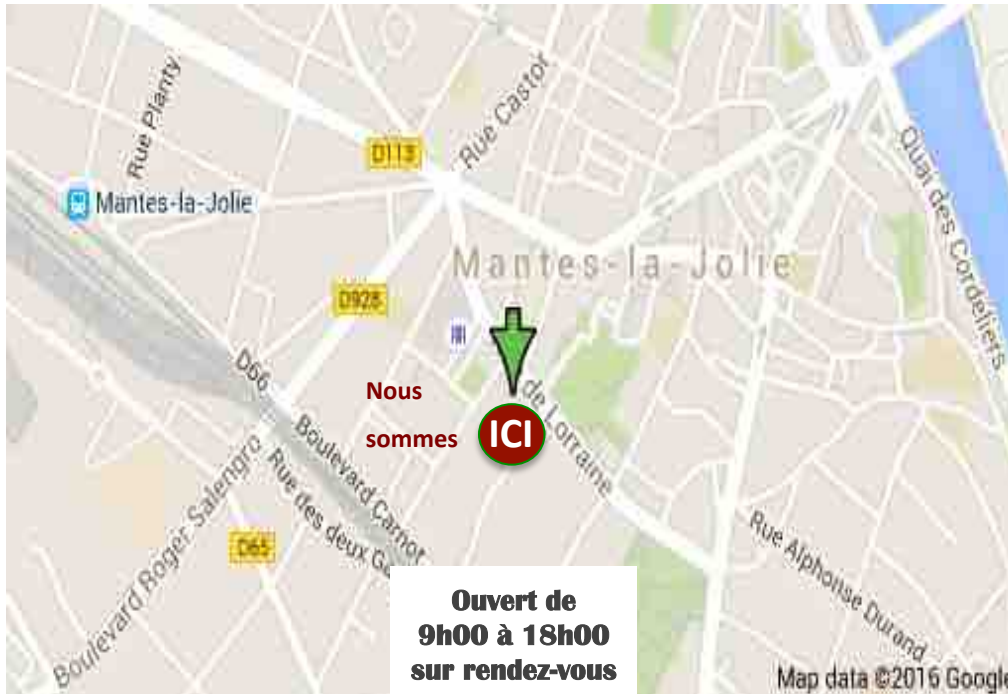 Rue Planty
D113
Rue Castor
Mantes-la-Jolie
Quai des Cordeliers
Mantes-la-Jolie
D928
D66
Nous
sommes
ICI
de Lorraine
Boulevard Carnot
Rue des deux
Boulevard Roger Salengro
D65
Rue Alphonse Durand
Ouvert de
9h00 à 18h00
sur rendez-vous
Map data ©2016 Google